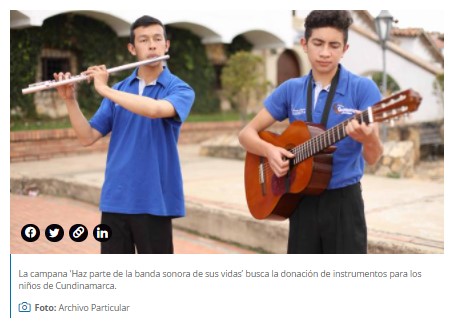 La campana 'Haz parte de la banda sonora de sus vidas' busca la donación de instrumentos para los
niños de Cundinamarca.
Foto: Archivo Particular